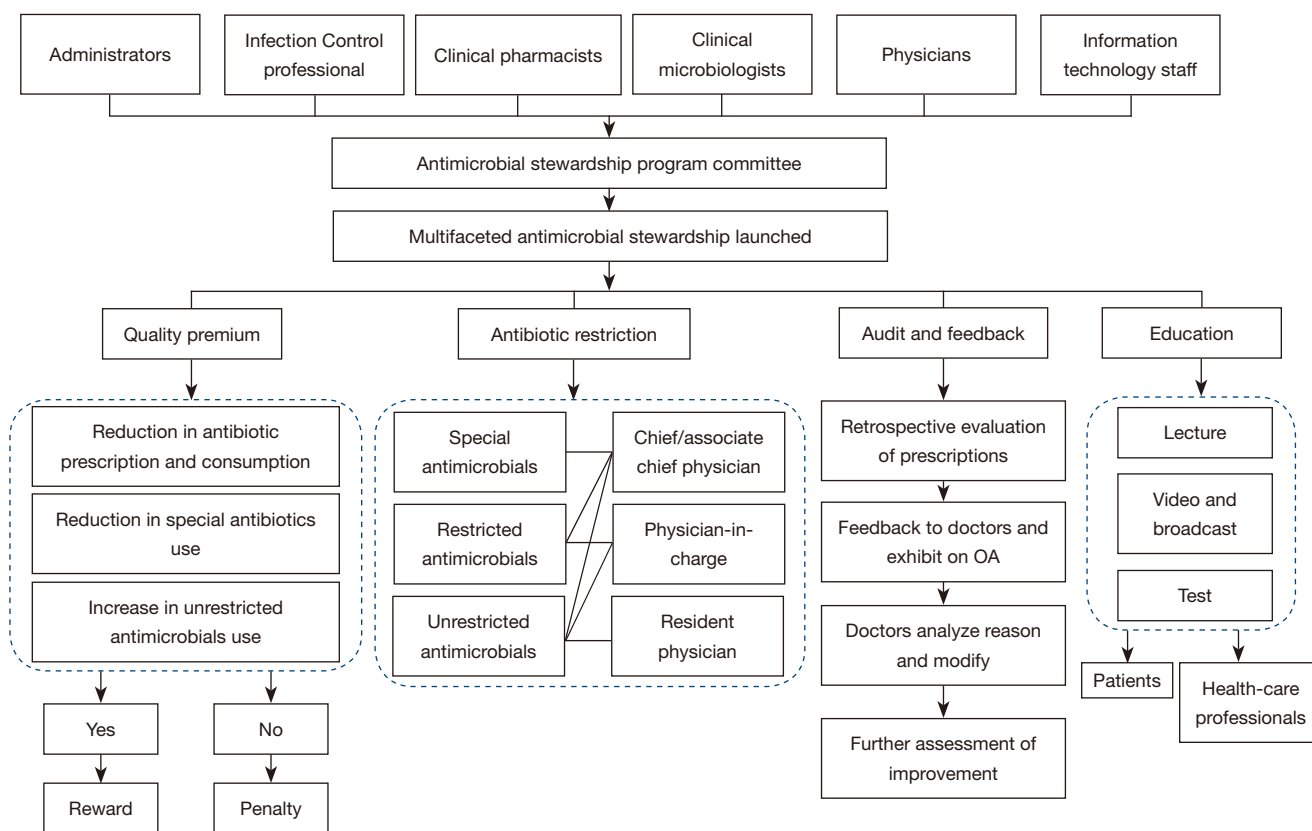 Administrators
Infection Control
professional
Clinical pharmacists
Clinical
microbiologists
Physicians
Information
technology staff
Antimicrobial stewardship program committee
Multifaceted antimicrobial stewardship launched
Quality premium
Antibiotic restriction
Audit and feedback
Education
Reduction in antibiotic
prescription and consumption
Reduction in special antibiotics
use
Increase in unrestricted
antimicrobials use
Yes
No
Reward
Penalty
Special
antimicrobials
Chief/associate
chief physician
Restricted
antimicrobials
Physician-in-
charge
Unrestricted
antimicrobials
Resident
physician
Retrospective evaluation
of prescriptions
Feedback to doctors and
exhibit on OA
Doctors analyze reason
and modify
Further assessment of
improvement
Lecture
Video and
broadcast
Test
Patients
Health-care
professionals